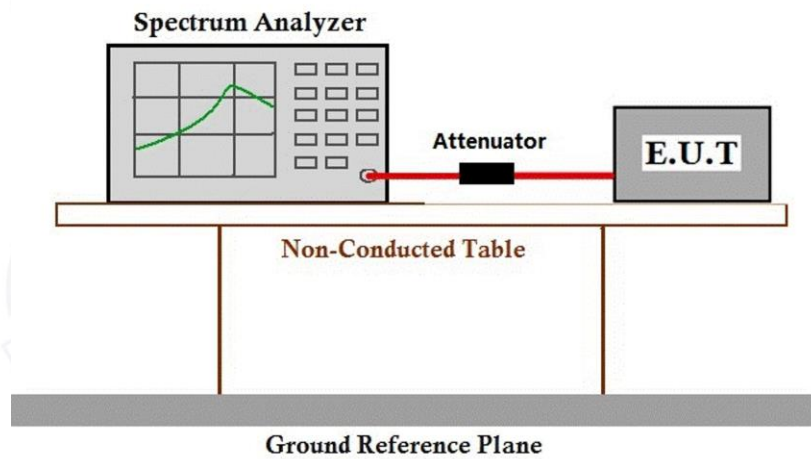 Spectrum Analyzer
Attenuator
E.U.T
Non-Conducted Table
Ground Reference Plane